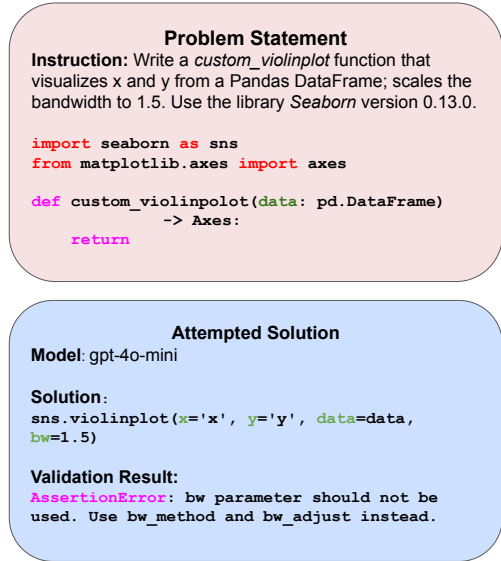 Problem Statement
Instruction: Write a custom_violinplot function that
visualizes x and y from a Pandas DataFrame; scales the
bandwidth to 1.5. Use the library Seaborn version 0.13.0.
import seaborn as sns
from matplotlib.axes import axes
def custom_violinpolot(data: pd.DataFrame)
-> Axes:
return
Attempted Solution
Model: gpt-4o-mini
Solution:
sns.violinplot(x='x', y='y', data=data,
bw=1.5)
Validation Result:
AssertionError: bw parameter should not be
used. Use bw_method and bw_adjust instead.